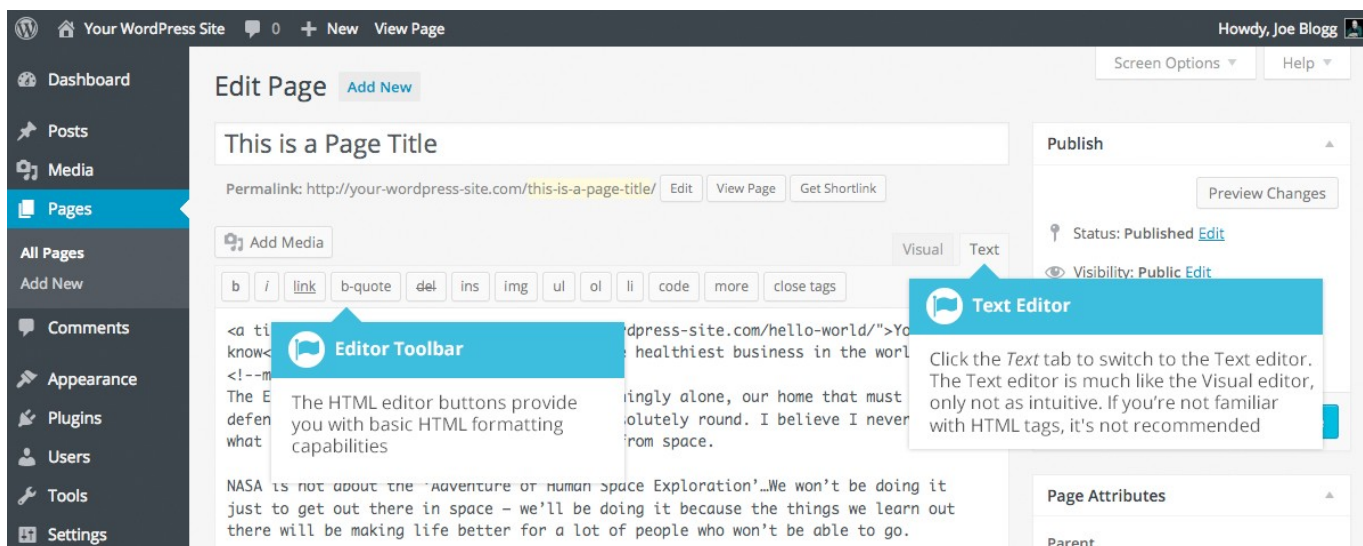 Your WordPress Site 0 + New View Page Howdy, Joe Blogg
Dashboard
Posts
Media
Pages
All Pages
Add New
Comments
Appearance
Plugins
Users
Tools
Settings
Screen Options Help
Edit Page Add New
This is a Page Title
Permalink: http://your-wordpress-site.com/this-is-a-page-title/ Edit View Page Get Shortlink
Add Media
Visual Text
b i link b-quote del ins img ul ol li code more close tags
<a ti dpress-site.com/hello-world/">Yo
know< healthiest business in the worl
<!--m
The E ingly alone, our home that must
defen olutely round. I believe I never
what from space.
NASA is not about the 'Adventure of Human Space Exploration'…We won't be doing it
just to get out there in space – we'll be doing it because the things we learn out
there will be making life better for a lot of people who won't be able to go.
Editor Toolbar
The HTML editor buttons provide
you with basic HTML formatting
capabilities
Text Editor
Click the Text tab to switch to the Text editor.
The Text editor is much like the Visual editor,
only not as intuitive. If you're not familiar
with HTML tags, it's not recommended
Publish
Preview Changes
Status: Published Edit
Visibility: Public Edit
Page Attributes
Parent